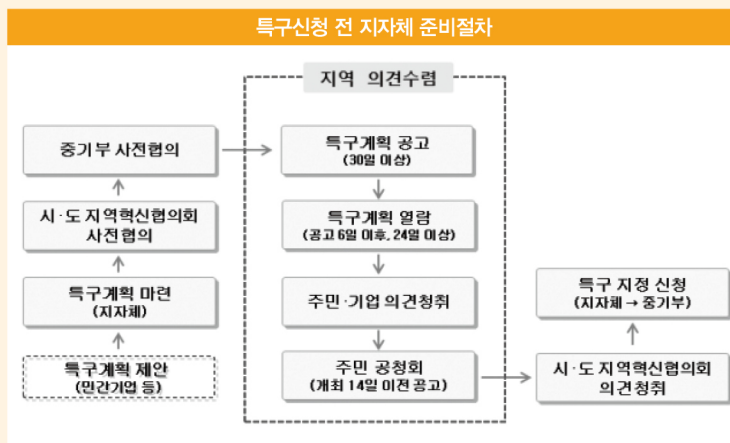 특구신청 전 지자체 준비절차
지역 의견수렴
중기부 사전협의
시·도 지역혁신협의회
사전협의
특구계획 마련
(지자체)
특구계획 제안
(민간기업 등)
특구계획 공고
(30일 이상)
특구계획 열람
(공고 6일 이후, 24일 이상)
주민·기업 의견청취
주민 공청회
(개최 14일 이전 공고)
특구 지정 신청
(지자체 → 중기부)
시·도 지역혁신협의회
의견청취